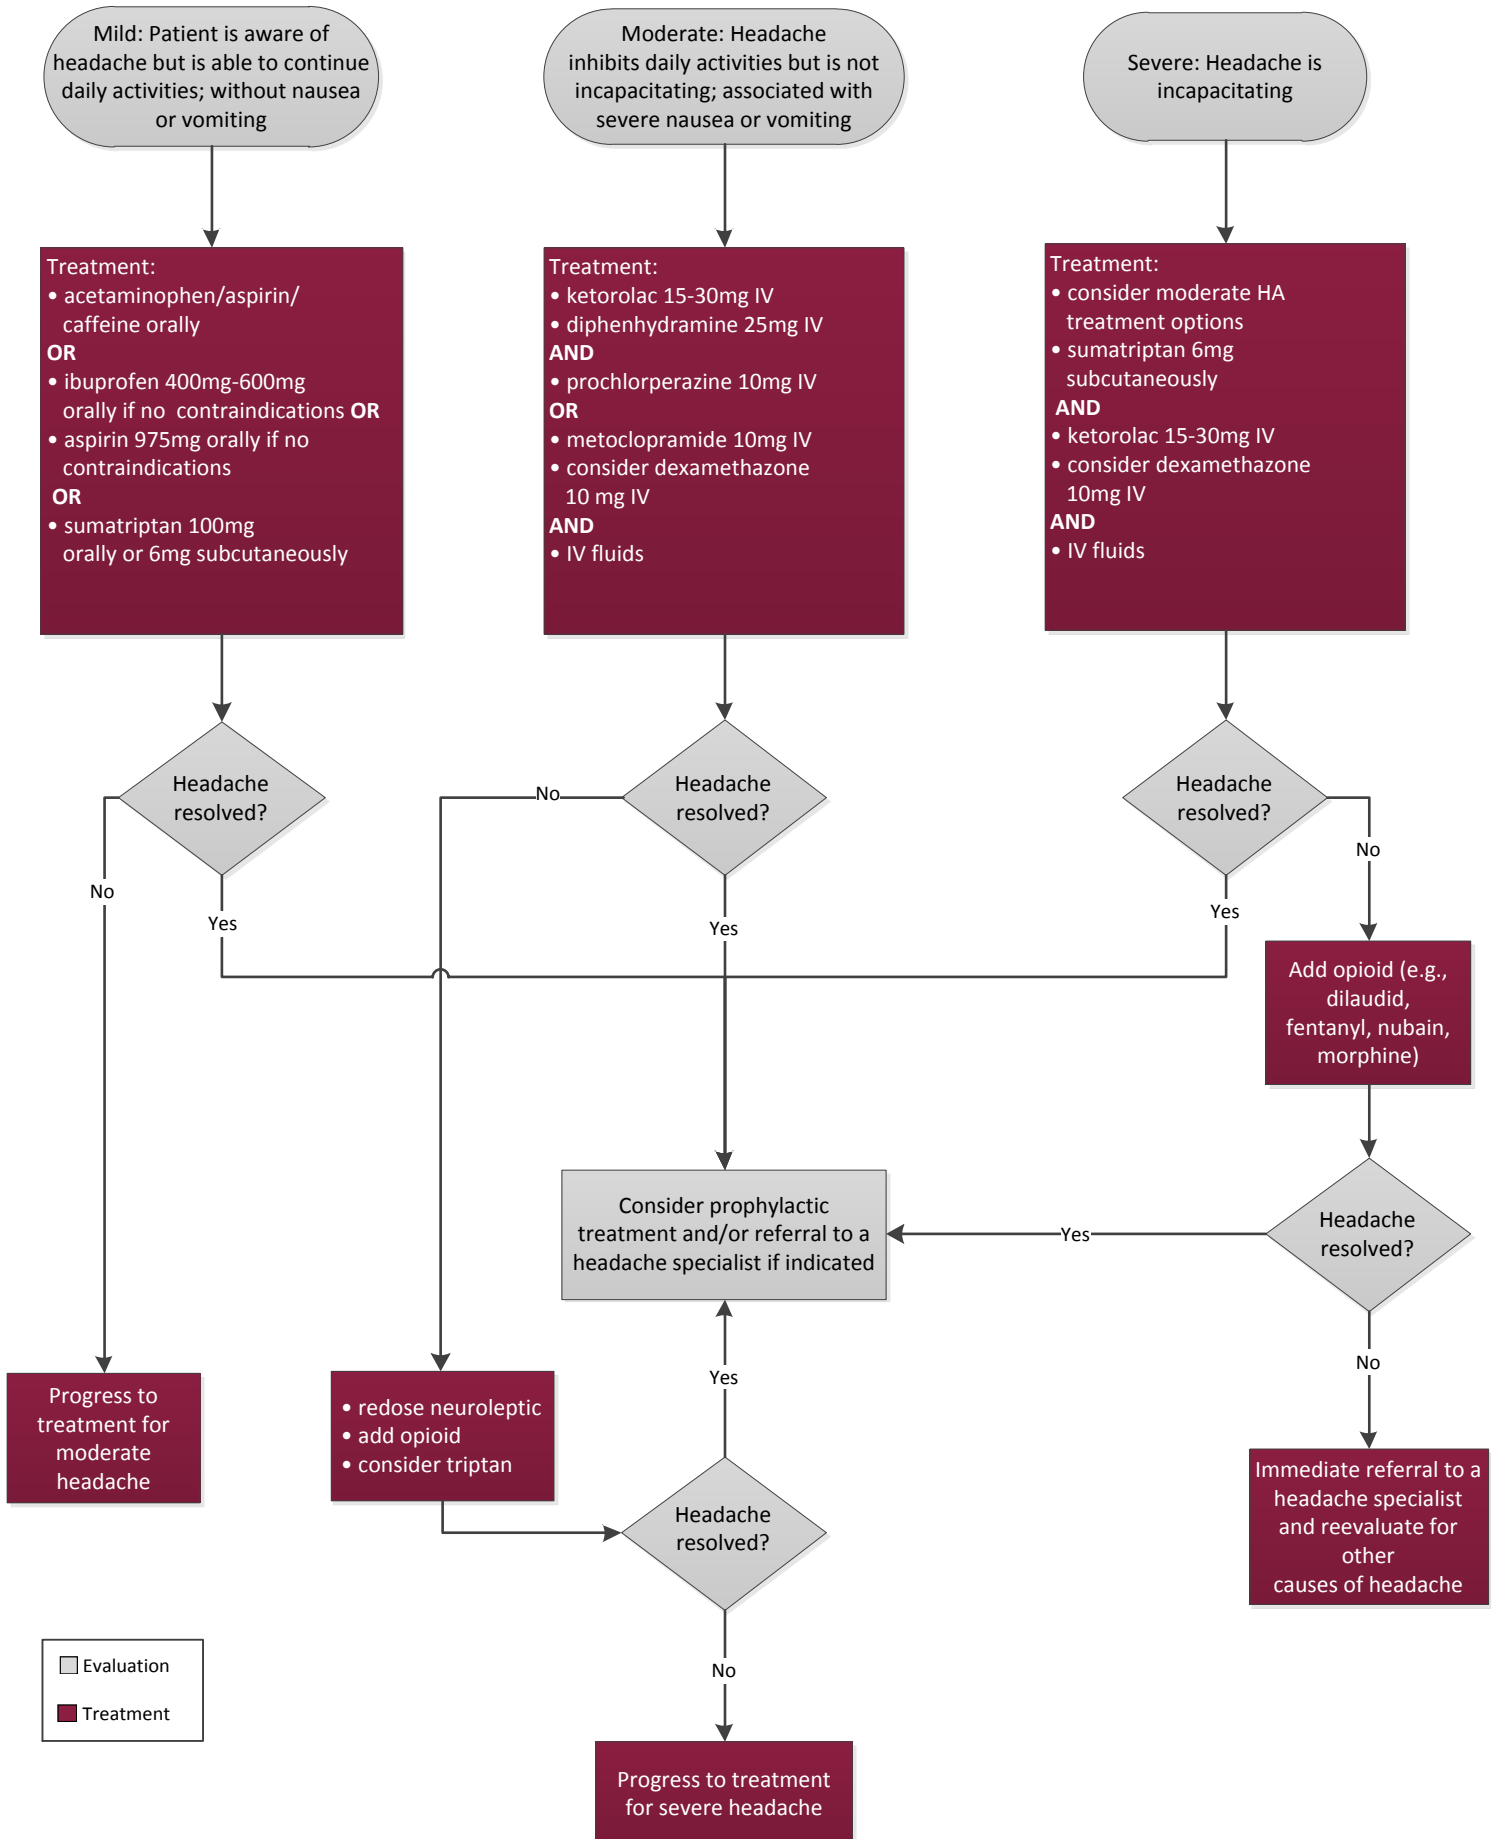 Mild: Patient is aware of
headache but is able to continue
daily activities; without nausea
or vomiting
Moderate: Headache
inhibits daily activities but is not
incapacitating; associated with
severe nausea or vomiting
Severe: Headache is
incapacitating
Treatment:
• acetaminophen/aspirin/
caffeine orally
OR
• ibuprofen 400mg-600mg
orally if no contraindications OR
• aspirin 975mg orally if no
contraindications
OR
• sumatriptan 100mg
orally or 6mg subcutaneously
Treatment:
• ketorolac 15-30mg IV
• diphenhydramine 25mg IV
AND
• prochlorperazine 10mg IV
OR
• metoclopramide 10mg IV
• consider dexamethazone
10 mg IV
AND
• IV fluids
Treatment:
• consider moderate HA
treatment options
• sumatriptan 6mg
subcutaneously
AND
• ketorolac 15-30mg IV
• consider dexamethazone
10mg IV
AND
• IV fluids
Headache
resolved?
Headache
resolved?
Headache
resolved?
No
No
No
Yes
Yes
Yes
Add opioid (e.g.,
dilaudid,
fentanyl, nubain,
morphine)
Consider prophylactic
treatment and/or referral to a
headache specialist if indicated
Yes
Headache
resolved?
No
Yes
Progress to
treatment for
moderate
headache
• redose neuroleptic
• add opioid
• consider triptan
Headache
resolved?
Immediate referral to a
headache specialist
and reevaluate for
other
causes of headache
No
Evaluation
Treatment
Progress to treatment
for severe headache